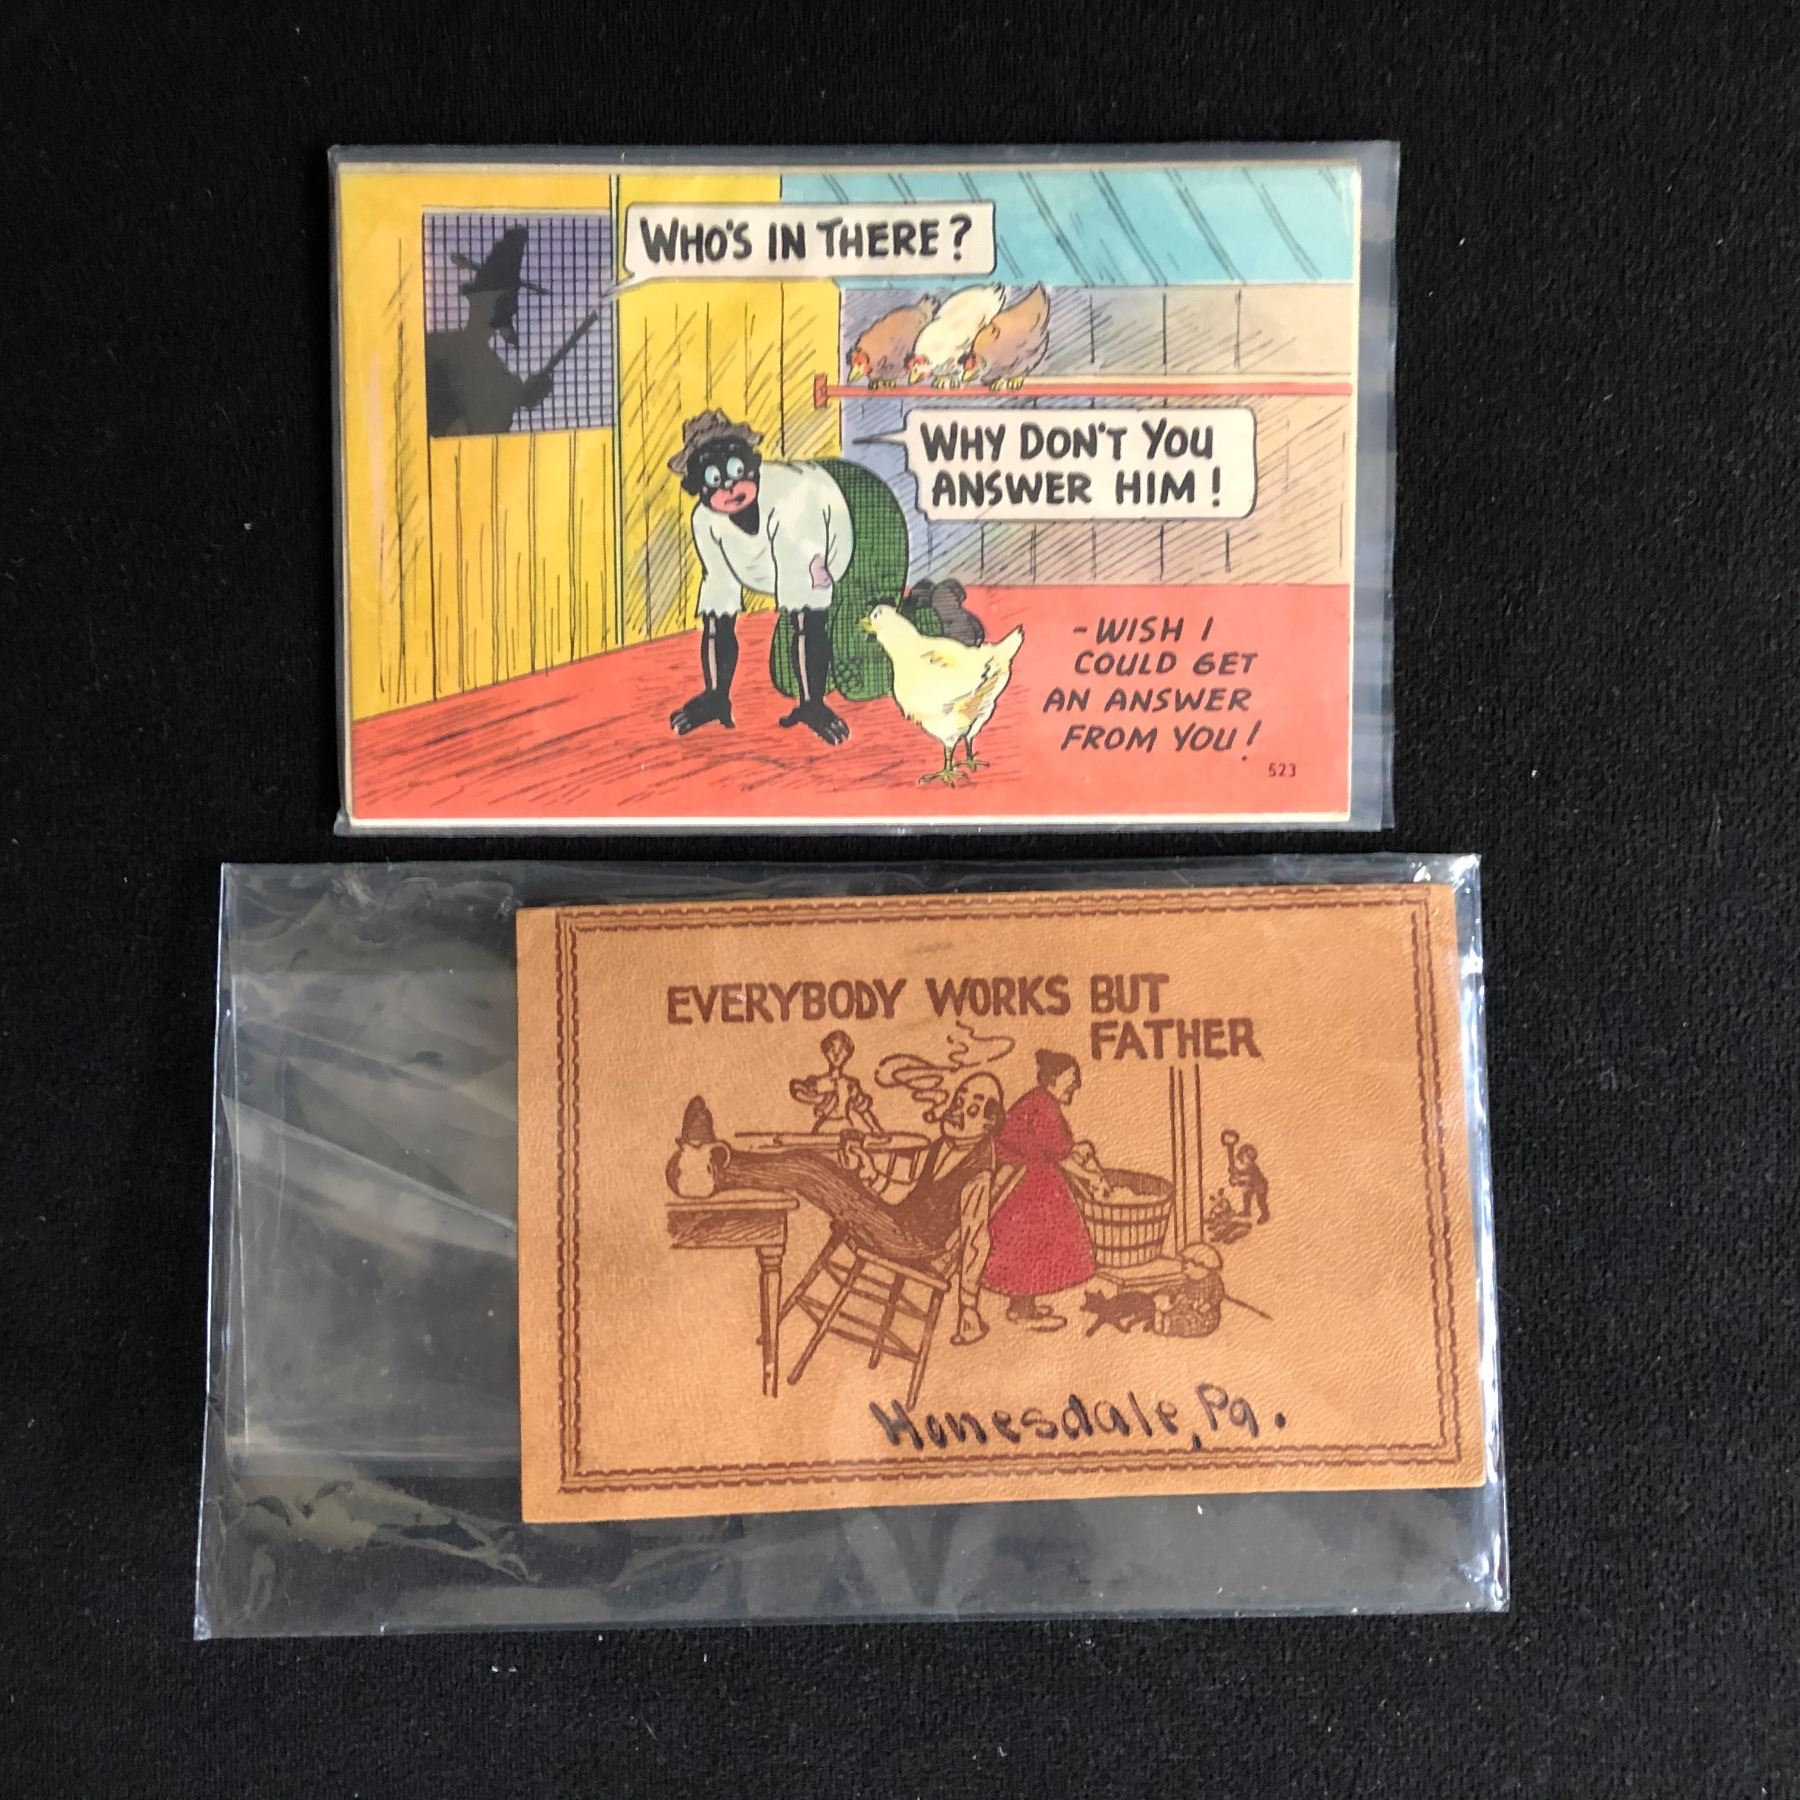 WHO'S IN THERE?
WHY DON'T YOU
ANSWER HIM!
-WISH I
COULD GET
AN ANSWER
FROM YOU!
523
EVERYBODY WORKS BUT
FATHER
Honesdale, Pa.